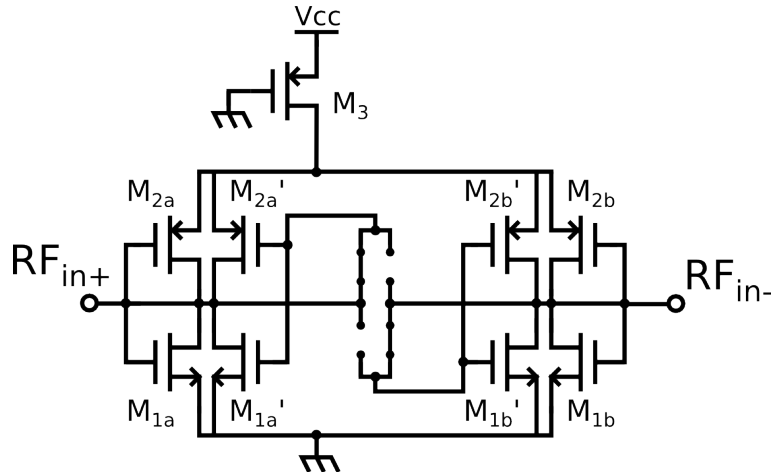 Vcc
M3
M2a
M2a'
M2b'
M2b
RFin+
RFin-
M1a
M1a'
M1b'
M1b